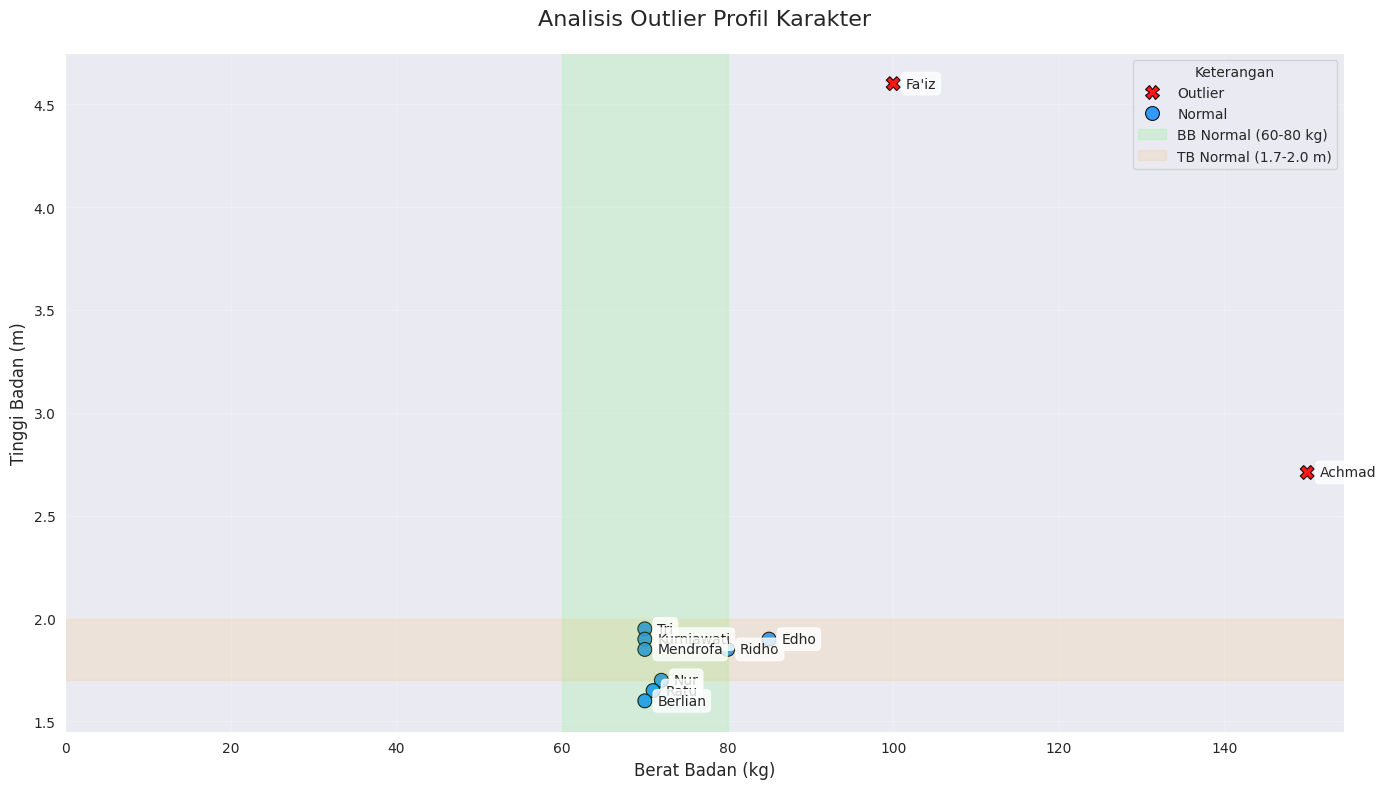 Analisis Outlier Profil Karakter
Tinggi Badan (m)
4.5
4.0
3.5
3.0
2.5
2.0
1.5
Fa'iz
Keterangan
Outlier
Normal
BB Normal (60-80 kg)
TB Normal (1.7-2.0 m)
Achmad
Tri
Kurniawati
Edho
Mendrofa
Ridho
Nur
Ratu
Berlian
0
20
40
60
80
100
120
140
Berat Badan (kg)